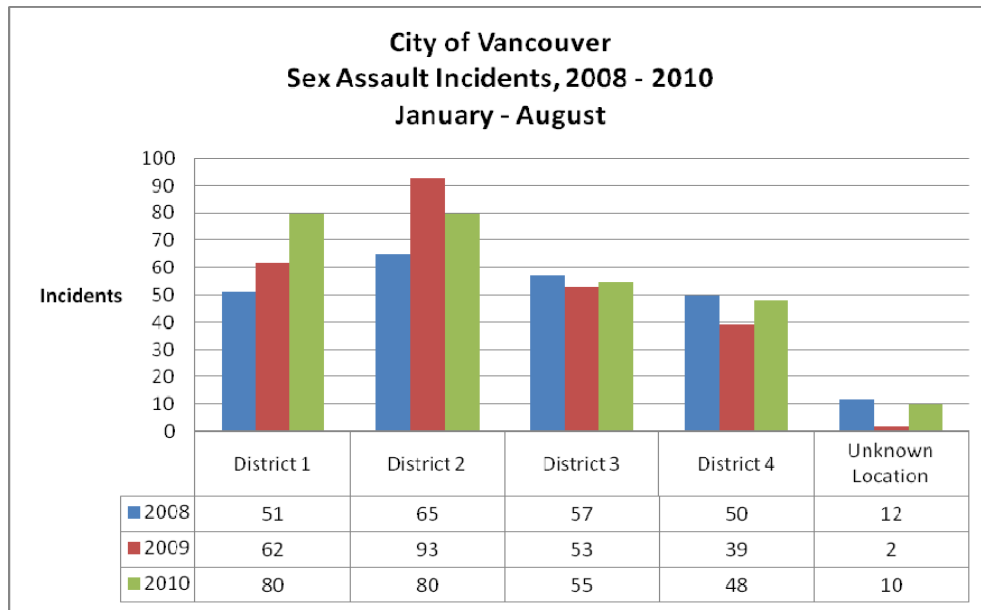 City of Vancouver
Sex Assault Incidents, 2008 - 2010
January - August
100
90
80
70
60
50
40
30
20
10
0
Incidents
District 1 District 2 District 3 District 4 Unknown Location
2008 51 65 57 50 12
2009 62 93 53 39 2
2010 80 80 55 48 10